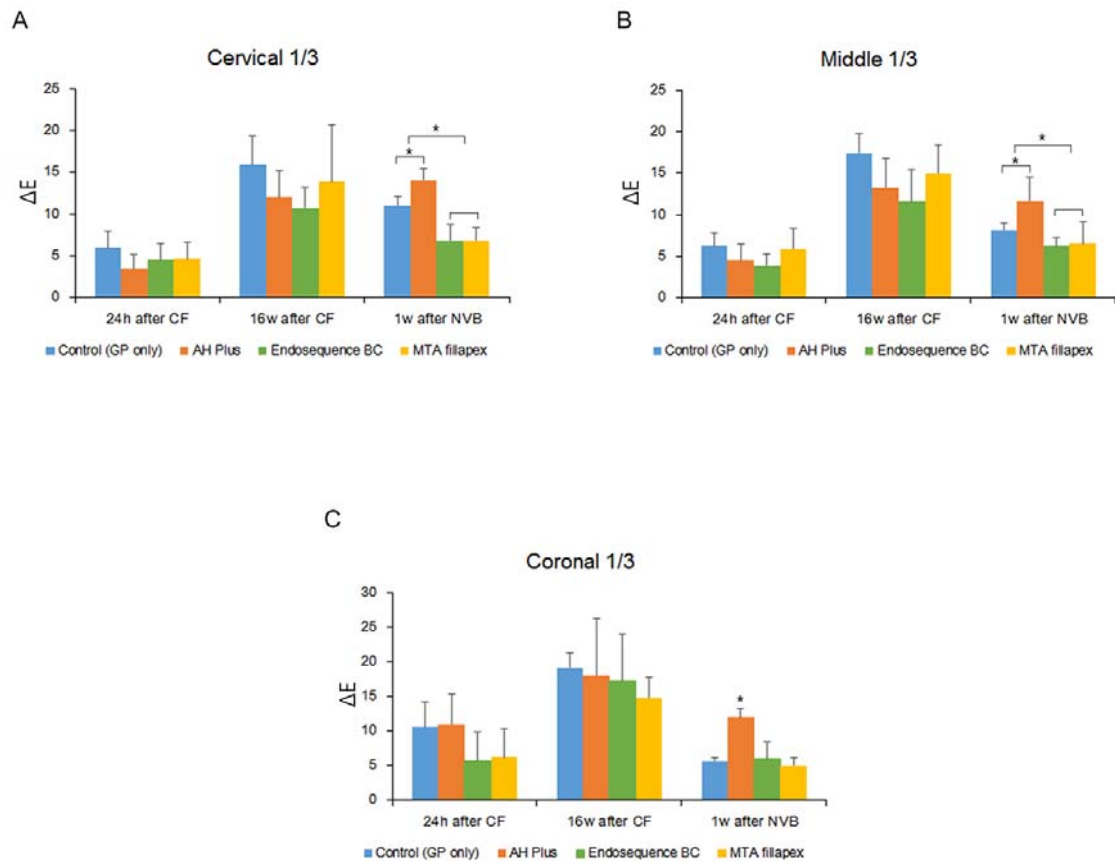 A
Cervical 1/3
25
20
15
10
5
0
ΔE
*
*
24h after CF 16w after CF 1w after NVB
Control (GP only) AH Plus Endosequence BC MTA fillapex
B
Middle 1/3
25
20
15
10
5
0
ΔE
*
*
24h after CF 16w after CF 1w after NVB
Control (GP only) AH Plus Endosequence BC MTA fillapex
C
Coronal 1/3
30
25
20
15
10
5
0
ΔE
*
24h after CF 16w after CF 1w after NVB
Control (GP only) AH Plus Endosequence BC MTA fillapex